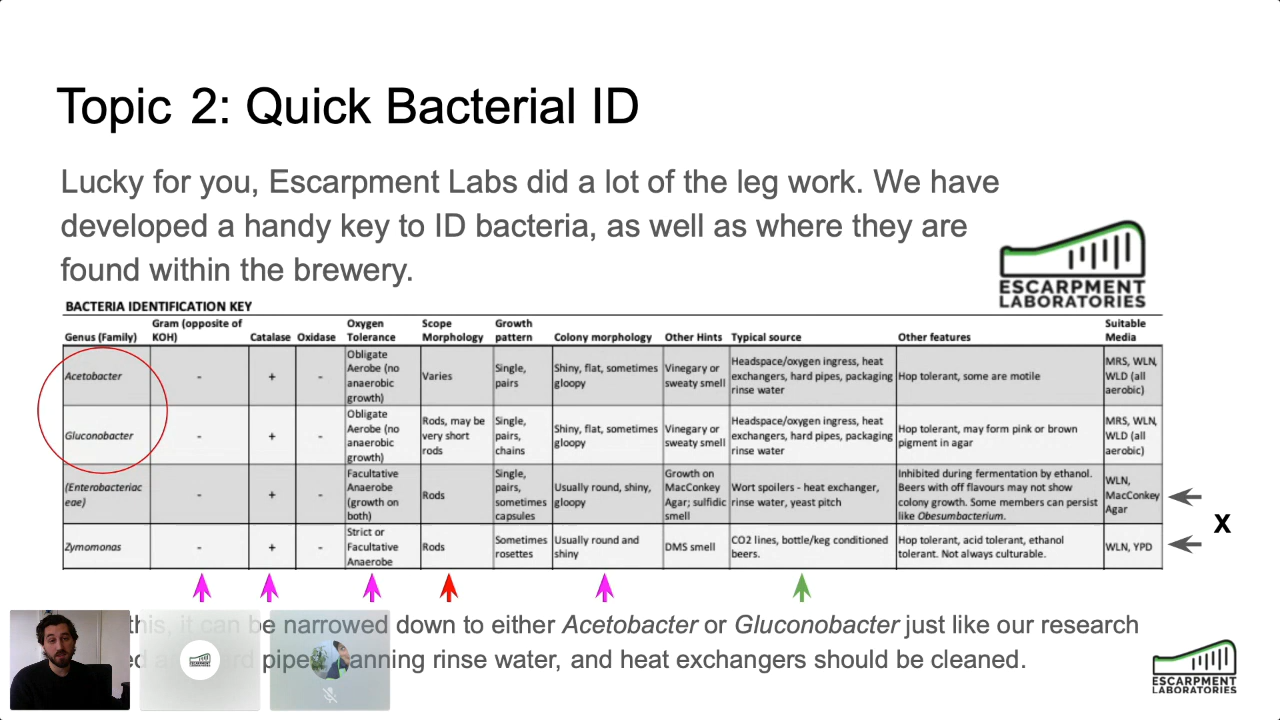 Topic 2: Quick Bacterial ID
Lucky for you, Escarpment Labs did a lot of the leg work. We have
developed a handy key to ID bacteria, as well as where they are
found within the brewery.
ESCARPMENT
LABORATORIES
BACTERIA IDENTIFICATION KEY
Genus (Family) Gram (opposite of KOH) Catalase Oxidase Oxygen Tolerance Scope Morphology Growth pattern Colony morphology Other Hints Typical source Other features Suitable Media
Acetobacter - + - Obligate Aerobe (no anaerobic growth) Varies Single, pairs Shiny, flat, sometimes gloopy Vinegary or sweaty smell Headspace/oxygen ingress, heat exchangers, hard pipes, packaging rinse water Hop tolerant, some are motile MRS, WLN, WLD (all aerobic)
Gluconobacter - + - Obligate Aerobe (no anaerobic growth) Rods, may be very short rods Single, pairs, chains Shiny, flat, sometimes gloopy Vinegary or sweaty smell Headspace/oxygen ingress, heat exchangers, hard pipes, packaging rinse water Hop tolerant, may form pink or brown pigment in agar MRS, WLN, WLD (all aerobic)
(Enterobacteriaceae) - + - Facultative Anaerobe (growth on both) Rods Single, pairs, sometimes capsules Usually round, shiny, gloopy Growth on MacConkey Agar; sulfidic smell Wort spoilers - heat exchanger, rinse water, yeast pitch Inhibited during fermentation by ethanol. Beers with off flavours may not show colony growth. Some members can persist like Obesumbacterium. WLN, MacConkey Agar
Zymomonas - + - Strict or Facultative Anaerobe Rods Sometimes rosettes Usually round and shiny DMS smell CO2 lines, bottle/keg conditioned beers. Hop tolerant, acid tolerant, ethanol tolerant. Not always culturable. WLN, YPD
X
this, it can be narrowed down to either Acetobacter or Gluconobacter just like our research
rinse water, and heat exchangers should be cleaned.
ESCARPMENT
LABORATORIES